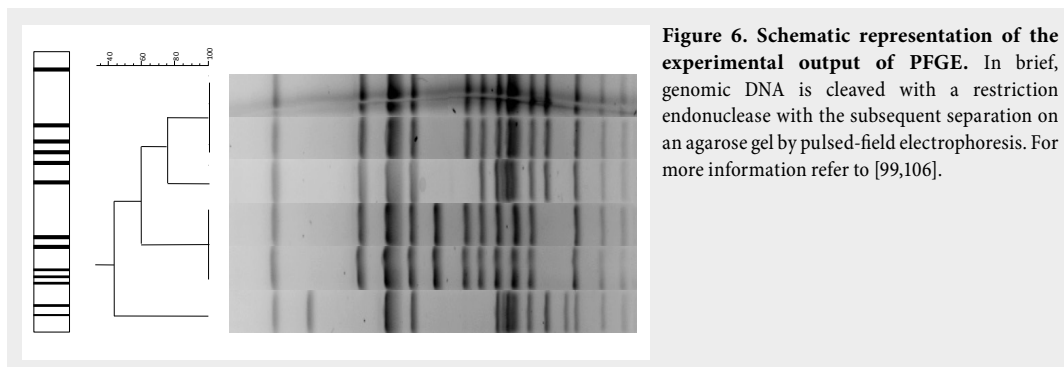 40
60
80
100
Figure 6. Schematic representation of the
experimental output of PFGE. In brief,
genomic DNA is cleaved with a restriction
endonuclease with the subsequent separation on
an agarose gel by pulsed-field electrophoresis. For
more information refer to [99,106].